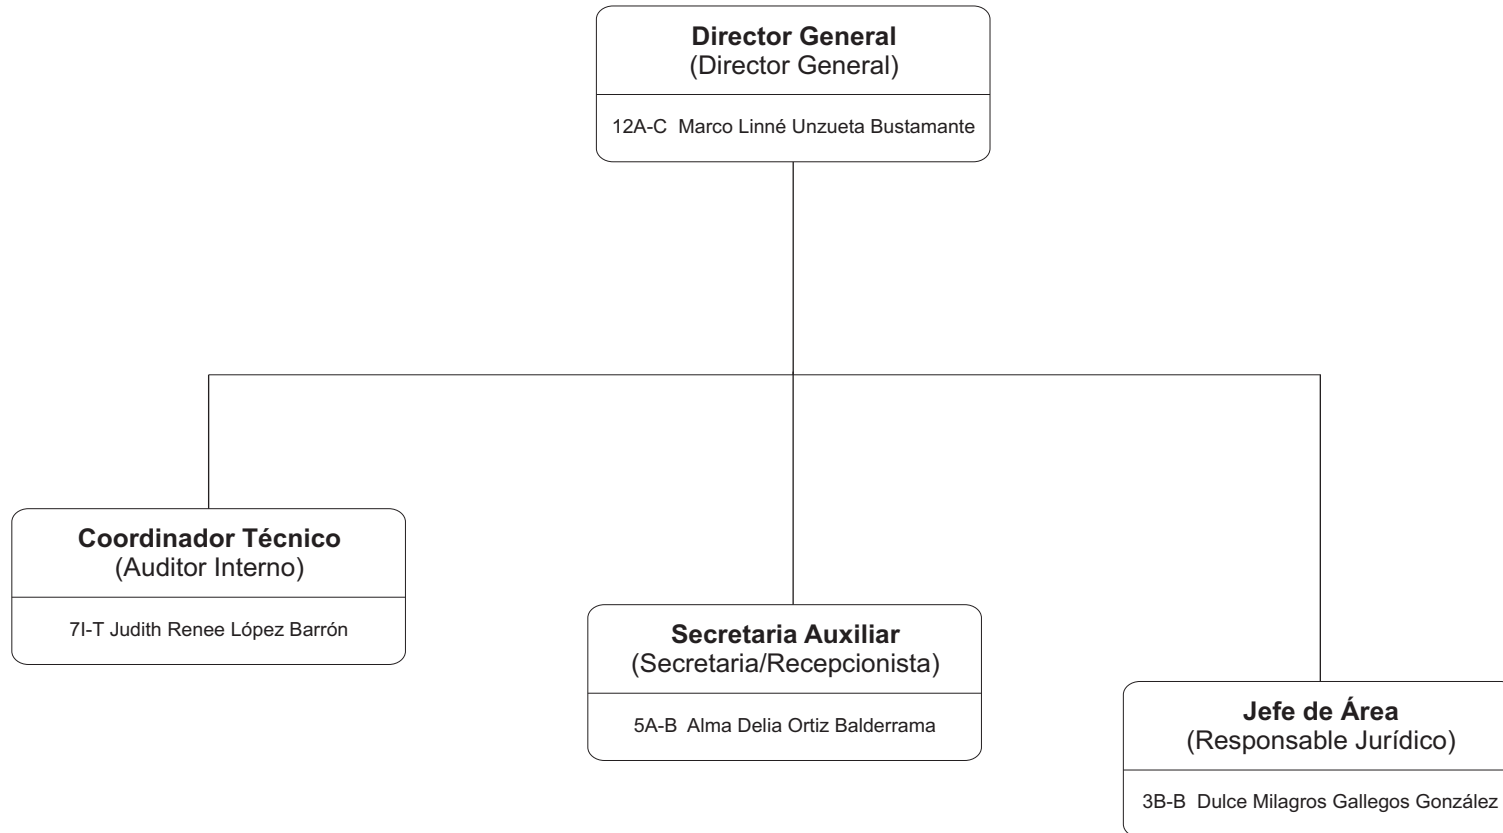 Director General
(Director General)
12A-C  Marco Linné Unzueta Bustamante
Coordinador Técnico
(Auditor Interno)
7I-T Judith Renee López Barrón
Secretaria Auxiliar
(Secretaria/Recepcionista)
5A-B  Alma Delia Ortiz Balderrama
Jefe de Área
(Responsable Jurídico)
3B-B  Dulce Milagros Gallegos González